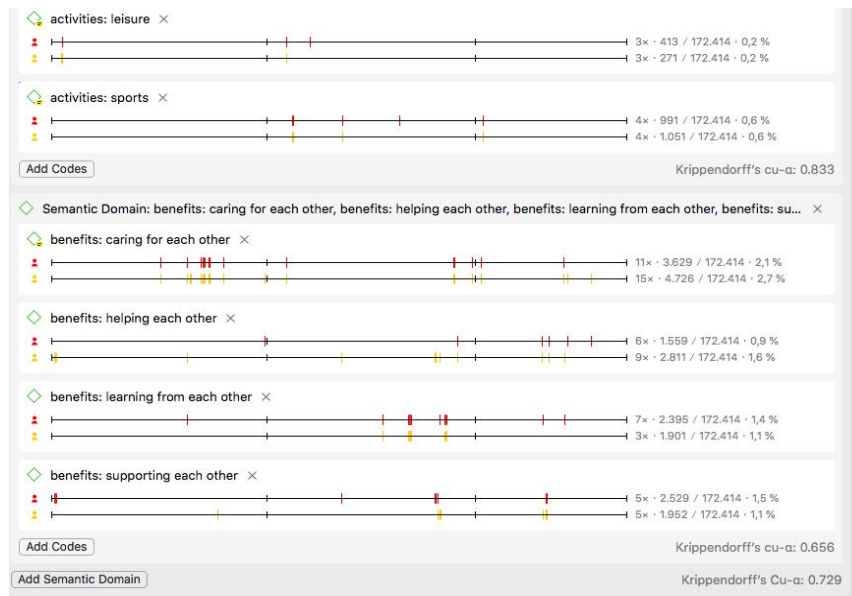 activities: leisure ×
3× · 413 / 172.414 · 0,2 %
3× · 271 / 172.414 · 0,2 %
activities: sports ×
4× · 991 / 172.414 · 0,6 %
4× · 1.051 / 172.414 · 0,6 %
Add Codes Krippendorff's cu-α: 0.833
Semantic Domain: benefits: caring for each other, benefits: helping each other, benefits: learning from each other, benefits: su... ×
benefits: caring for each other ×
11× · 3.629 / 172.414 · 2,1 %
15× · 4.726 / 172.414 · 2,7 %
benefits: helping each other ×
6× · 1.559 / 172.414 · 0,9 %
9× · 2.811 / 172.414 · 1,6 %
benefits: learning from each other ×
7× · 2.395 / 172.414 · 1,4 %
3× · 1.901 / 172.414 · 1,1 %
benefits: supporting each other ×
5× · 2.529 / 172.414 · 1,5 %
5× · 1.952 / 172.414 · 1,1 %
Add Codes Krippendorff's cu-α: 0.656
Add Semantic Domain Krippendorff's Cu-α: 0.729